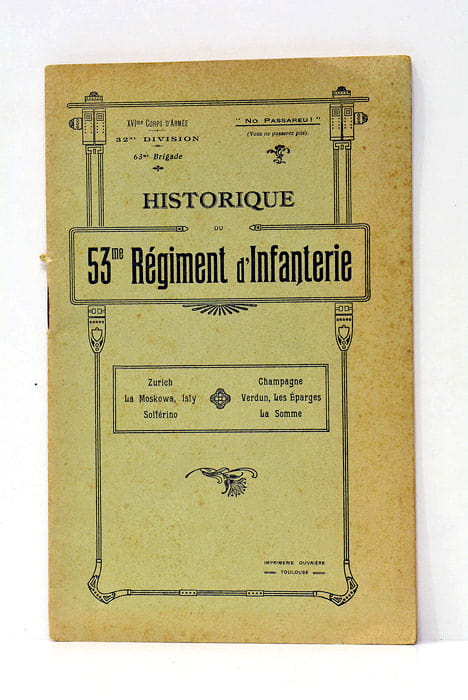 XVIme CORPS D'ARMÉE
32me DIVISION
63me Brigade
" NO PASSAREU ! "
(Vous ne passerez pas).
HISTORIQUE
DU
53me Régiment d'Infanterie
Zurich
La Moskowa, Isly
Solférino
Champagne
Verdun, Les Éparges
La Somme
IMPRIMERIE OUVRIÈRE
TOULOUSE